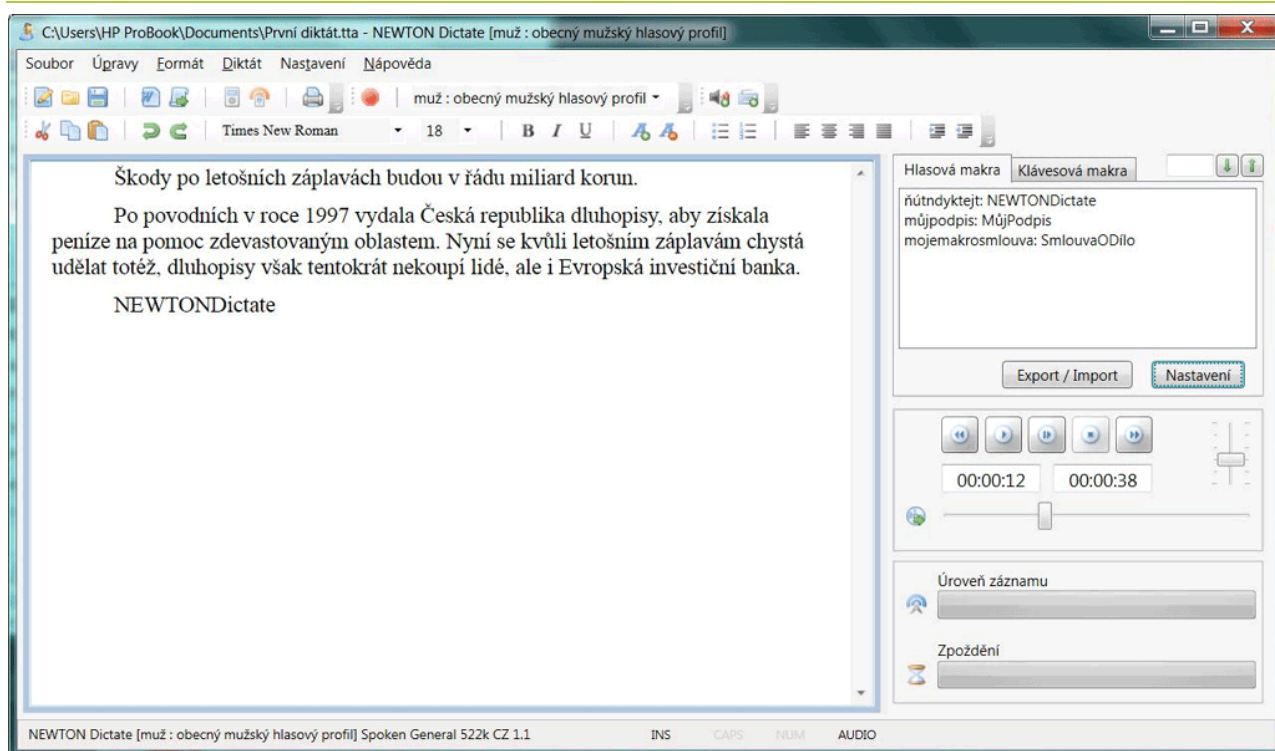 C:\Users\HP ProBook\Documents\První diktát.tta - NEWTON Dictate [muž : obecný mužský hlasový profil]
Soubor Úpravy Formát Diktát Nastavení Nápověda
muž : obecný mužský hlasový profil
Times New Roman 18 B I U A A
Škody po letošních záplavách budou v řádu miliard korun.
Po povodních v roce 1997 vydala Česká republika dluhopisy, aby získala
peníze na pomoc zdevastovaným oblastem. Nyní se kvůli letošním záplavám chystá
udělat totéž, dluhopisy však tentokrát nekoupí lidé, ale i Evropská investiční banka.
NEWTONDictate
Hlasová makra Klávesová makra
ňútndyktejt: NEWTONDictate
můjpodpis: MůjPodpis
mojemakrosmlouva: SmlouvaODílo
Export / Import Nastavení
00:00:12 00:00:38
Úroveň záznamu
Zpoždění
NEWTON Dictate [muž : obecný mužský hlasový profil] Spoken General 522k CZ 1.1 INS CAPS NUM AUDIO